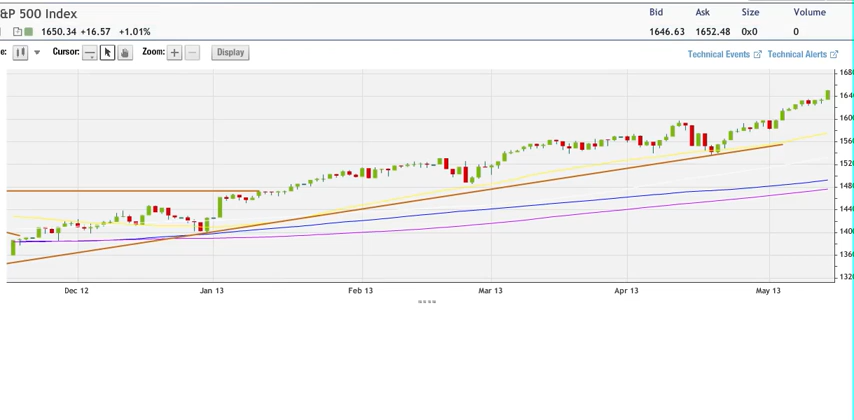 &P 500 Index
Bid Ask Size Volume
1650.34 +16.57 +1.01%
1646.63 1652.48 0x0 0
e: Cursor: Zoom: Display
Technical Events Technical Alerts
1680
1640
1600
1560
1520
1480
1440
1400
1360
1320
Dec 12 Jan 13 Feb 13 Mar 13 Apr 13 May 13